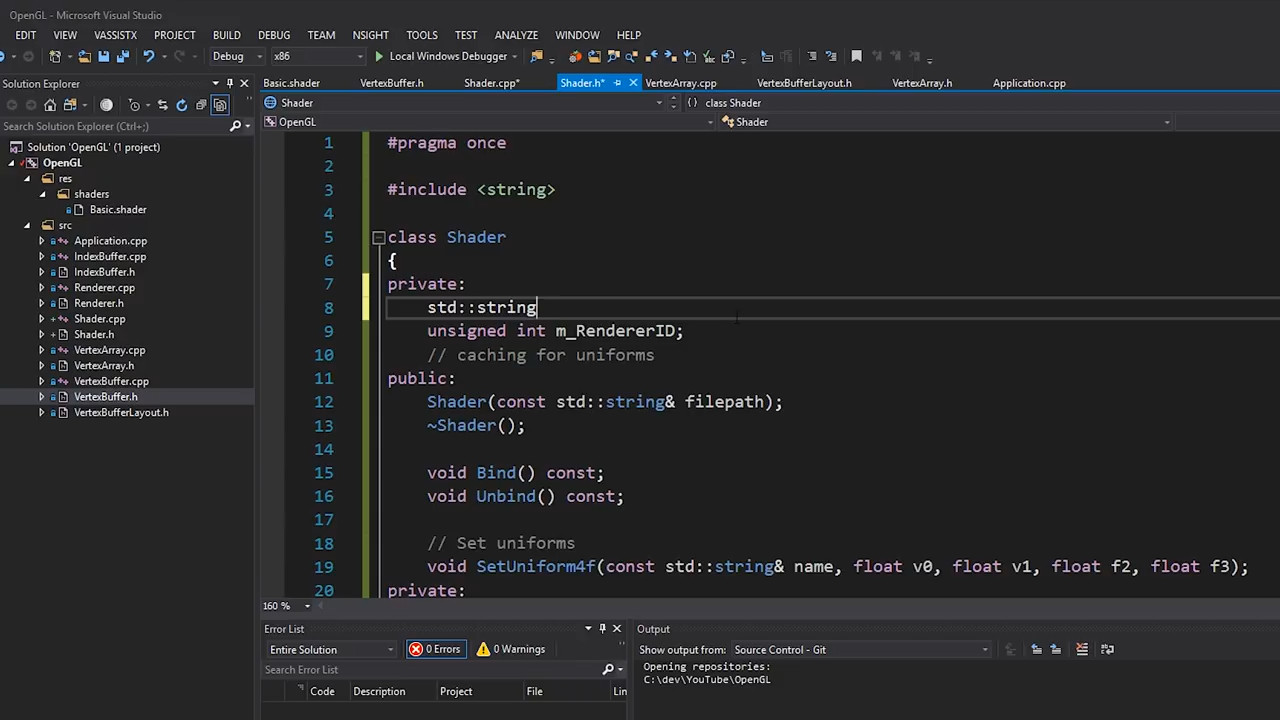 OpenGL - Microsoft Visual Studio
EDIT VIEW VASSISTX PROJECT BUILD DEBUG TEAM NSIGHT TOOLS TEST ANALYZE WINDOW HELP
Debug x86 Local Windows Debugger
Solution Explorer
Search Solution Explorer (Ctrl+;)
Solution 'OpenGL' (1 project)
OpenGL
res
shaders
Basic.shader
src
Application.cpp
IndexBuffer.cpp
IndexBuffer.h
Renderer.cpp
Renderer.h
Shader.cpp
Shader.h
VertexArray.cpp
VertexArray.h
VertexBuffer.cpp
VertexBuffer.h
VertexBufferLayout.h
Basic.shader VertexBuffer.h Shader.cpp* Shader.h* VertexArray.cpp VertexBufferLayout.h VertexArray.h Application.cpp
Shader class Shader
OpenGL Shader
1 #pragma once
2
3 #include <string>
4
5 class Shader
6 {
7 private:
8 std::string
9 unsigned int m_RendererID;
10 // caching for uniforms
11 public:
12 Shader(const std::string& filepath);
13 ~Shader();
14
15 void Bind() const;
16 void Unbind() const;
17
18 // Set uniforms
19 void SetUniform4f(const std::string& name, float v0, float v1, float f2, float f3);
20 private:
160 %
Error List
Entire Solution 0 Errors 0 Warnings
Search Error List
Code Description Project File Lin
Output
Show output from: Source Control - Git
Opening repositories:
C:\dev\YouTube\OpenGL